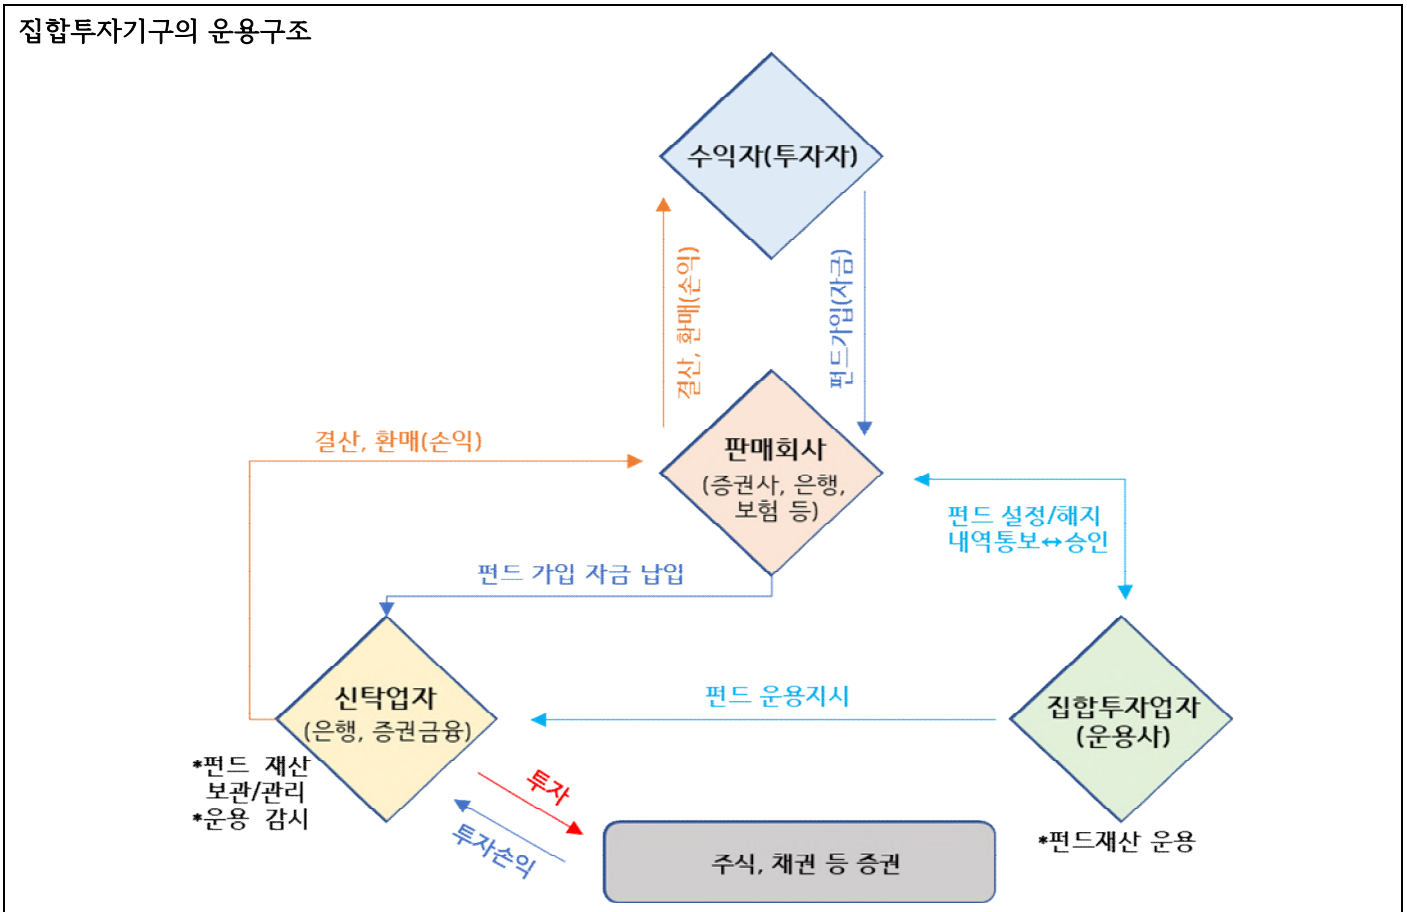 집합투자기구의 운용구조
수익자(투자자)
결산, 환매(손익)
펀드가입(자금)
결산, 환매(손익)
판매회사
(증권사, 은행,
보험 등)
펀드 설정/해지
내역통보↔승인
펀드 가입 자금 납입
신탁업자
(은행, 증권금융)
펀드 운용지시
집합투자업자
(운용사)
*펀드 재산
보관/관리
*운용 감시
투자
투자손익
주식, 채권 등 증권
*펀드재산 운용